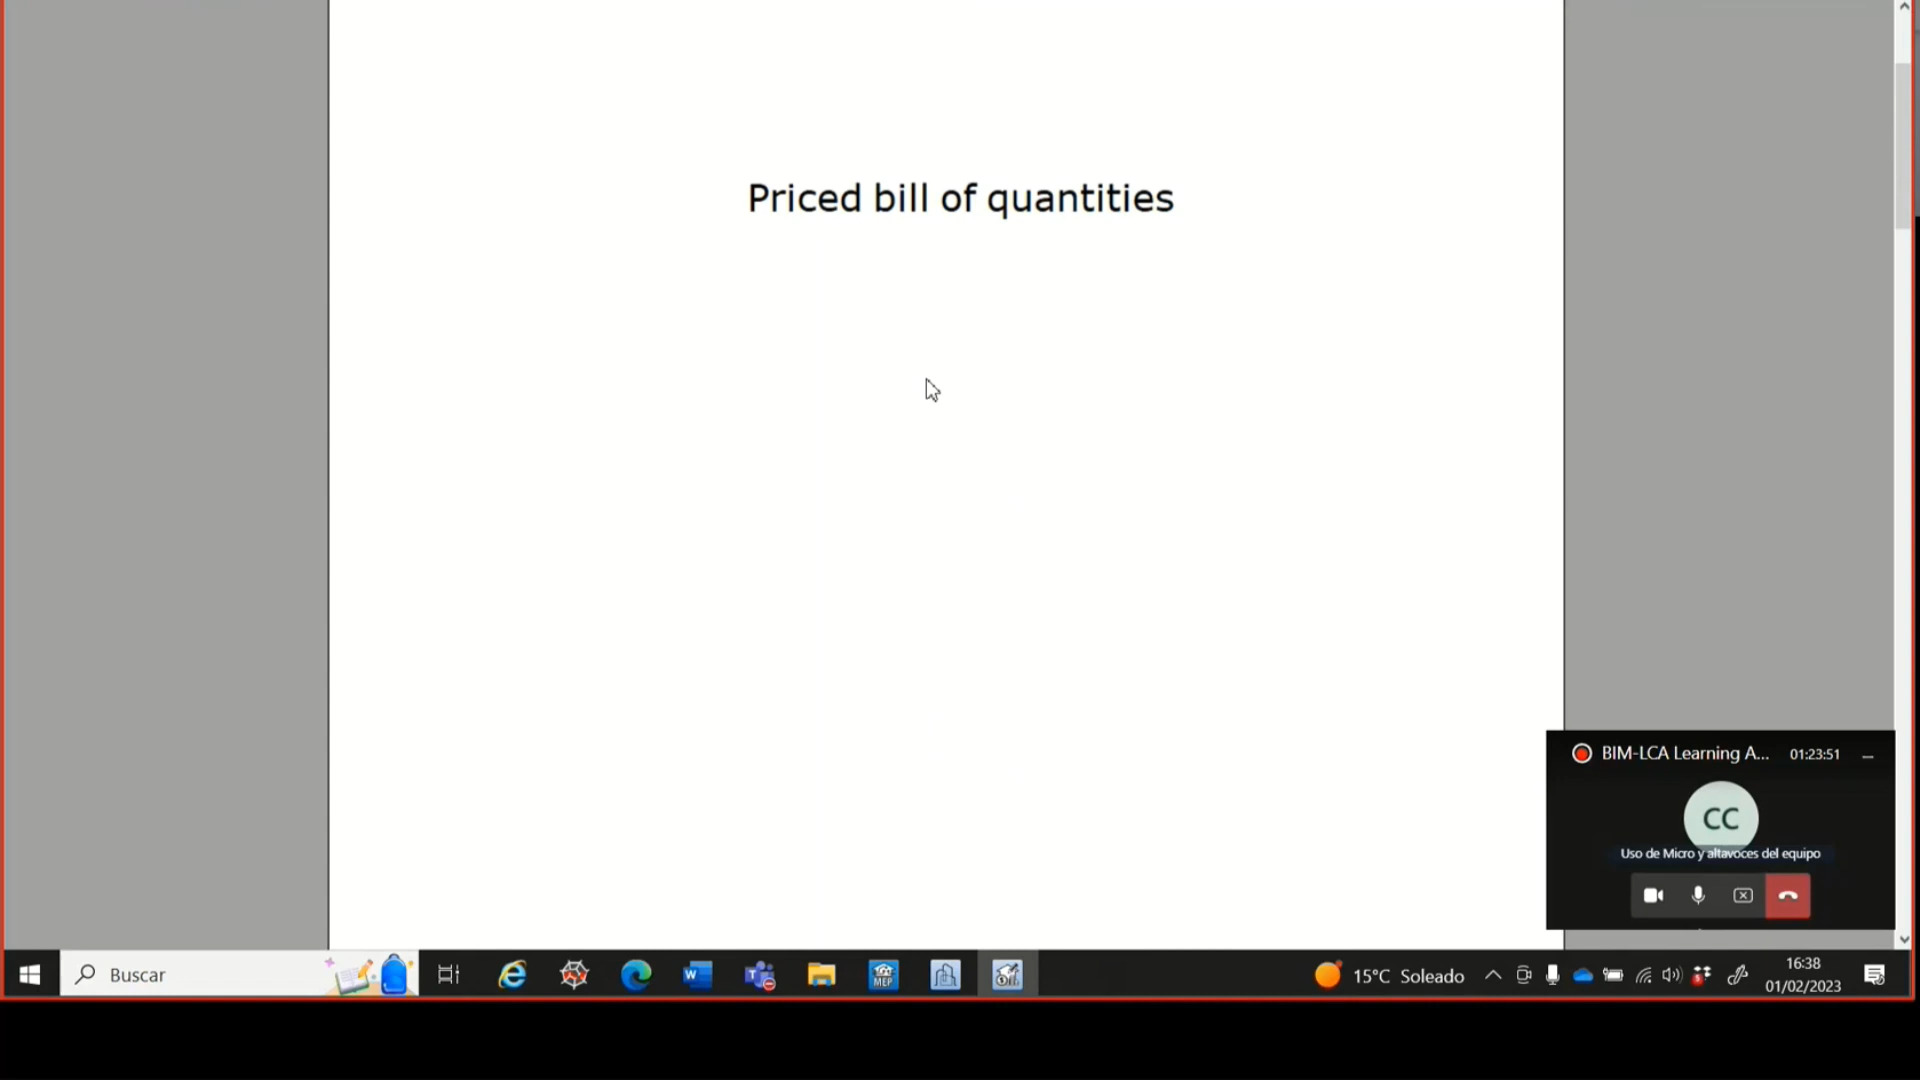 Priced bill of quantities
BIM-LCA Learning A... 01:23:51
CC
Uso de Micro y altavoces del equipo
Buscar
W
T
MEP
15°C Soleado
16:38
01/02/2023